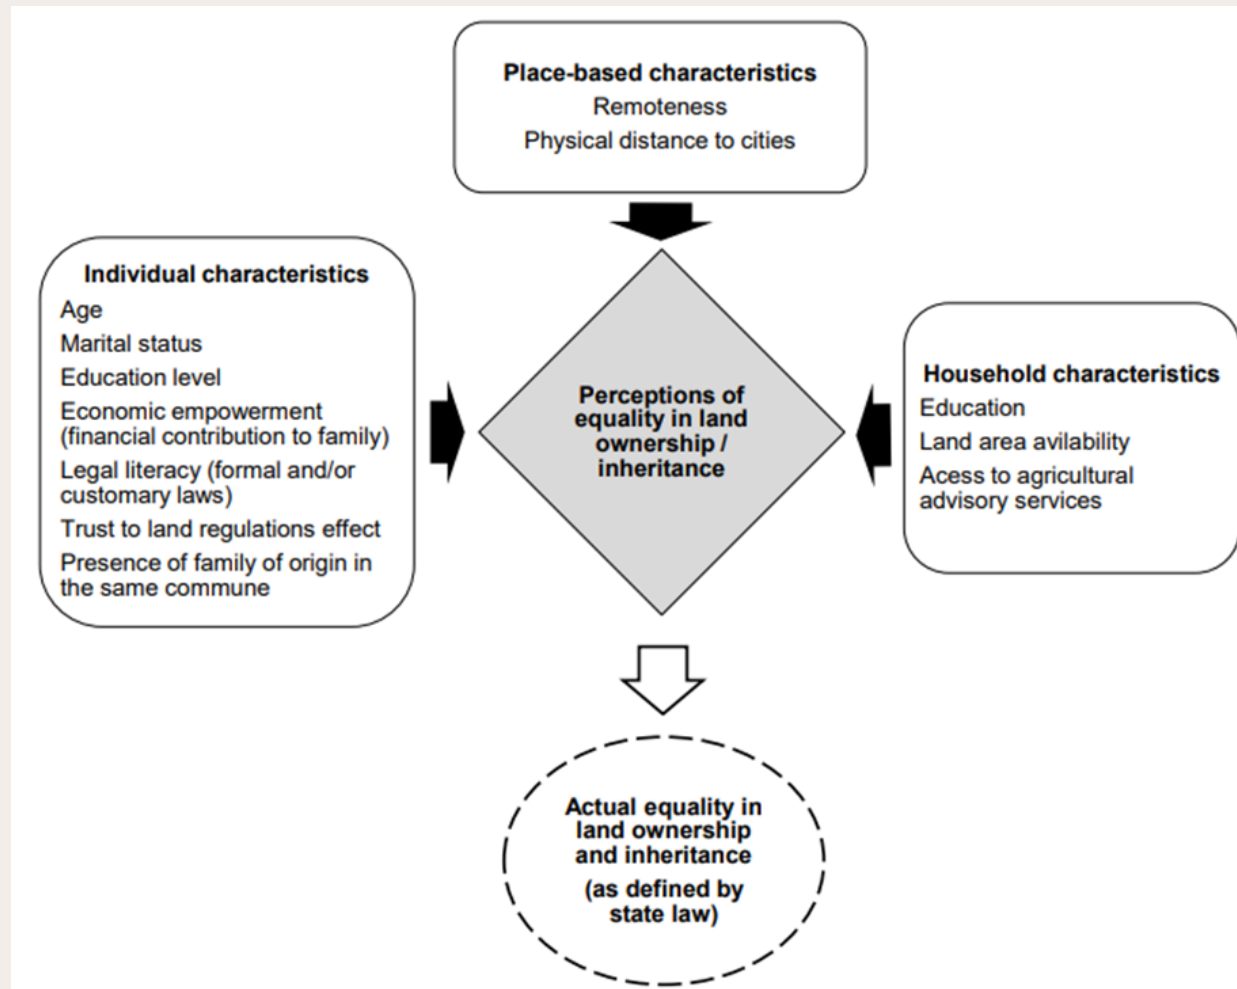 Place-based characteristics
Remoteness
Physical distance to cities
Individual characteristics
Age
Marital status
Education level
Economic empowerment
(financial contribution to family)
Legal literacy (formal and/or
customary laws)
Trust to land regulations effect
Presence of family of origin in
the same commune
Perceptions of
equality in land
ownership /
inheritance
Household characteristics
Education
Land area avilability
Acess to agricultural
advisory services
Actual equality in
land ownership
and inheritance
(as defined by
state law)